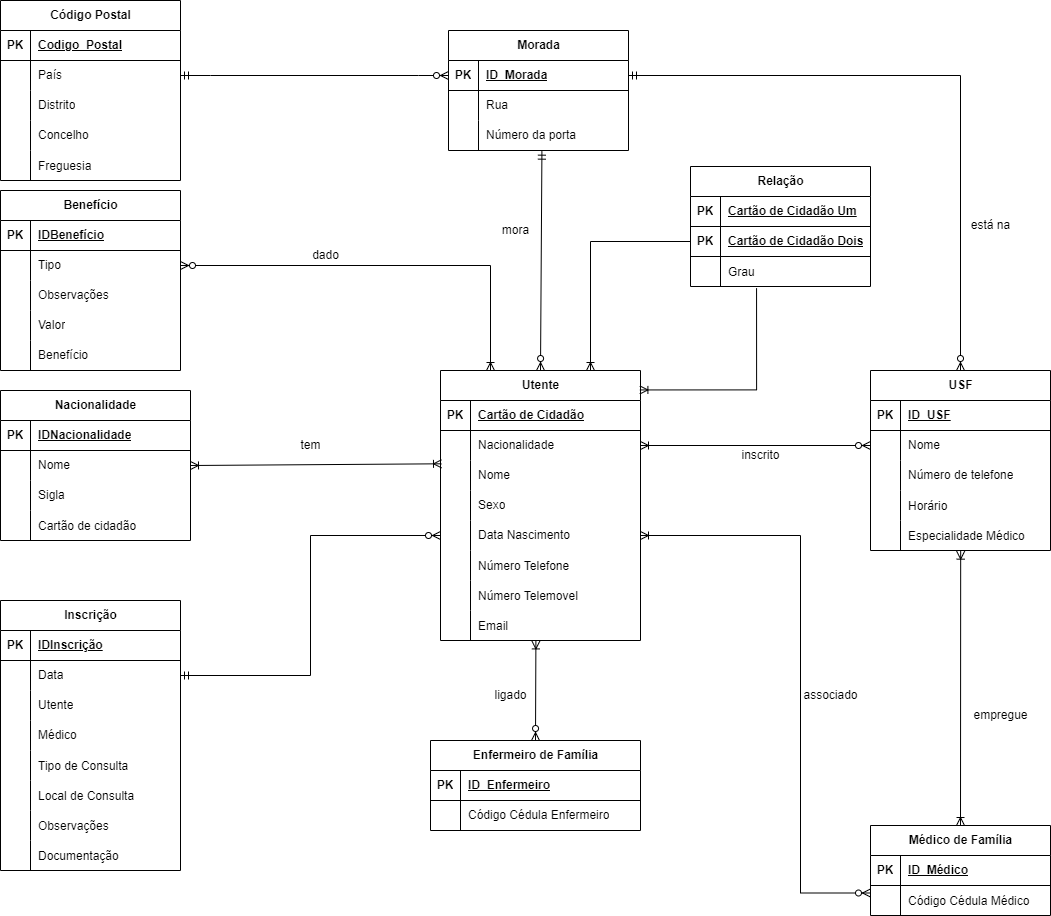 Código Postal
PK Codigo_Postal
País
Distrito
Concelho
Freguesia
Morada
PK ID_Morada
Rua
Número da porta
Benefício
PK IDBenefício
Tipo
Observações
Valor
Benefício
dado
mora
Relação
PK Cartão de Cidadão Um
PK Cartão de Cidadão Dois
Grau
está na
Nacionalidade
PK IDNacionalidade
Nome
Sigla
Cartão de cidadão
tem
Utente
PK Cartão de Cidadão
Nacionalidade
Nome
Sexo
Data Nascimento
Número Telefone
Número Telemovel
Email
inscrito
USF
PK ID_USF
Nome
Número de telefone
Horário
Especialidade Médico
Inscrição
PK IDInscrição
Data
Utente
Médico
Tipo de Consulta
Local de Consulta
Observações
Documentação
ligado
associado
empregue
Enfermeiro de Família
PK ID_Enfermeiro
Código Cédula Enfermeiro
Médico de Família
PK ID_Médico
Código Cédula Médico